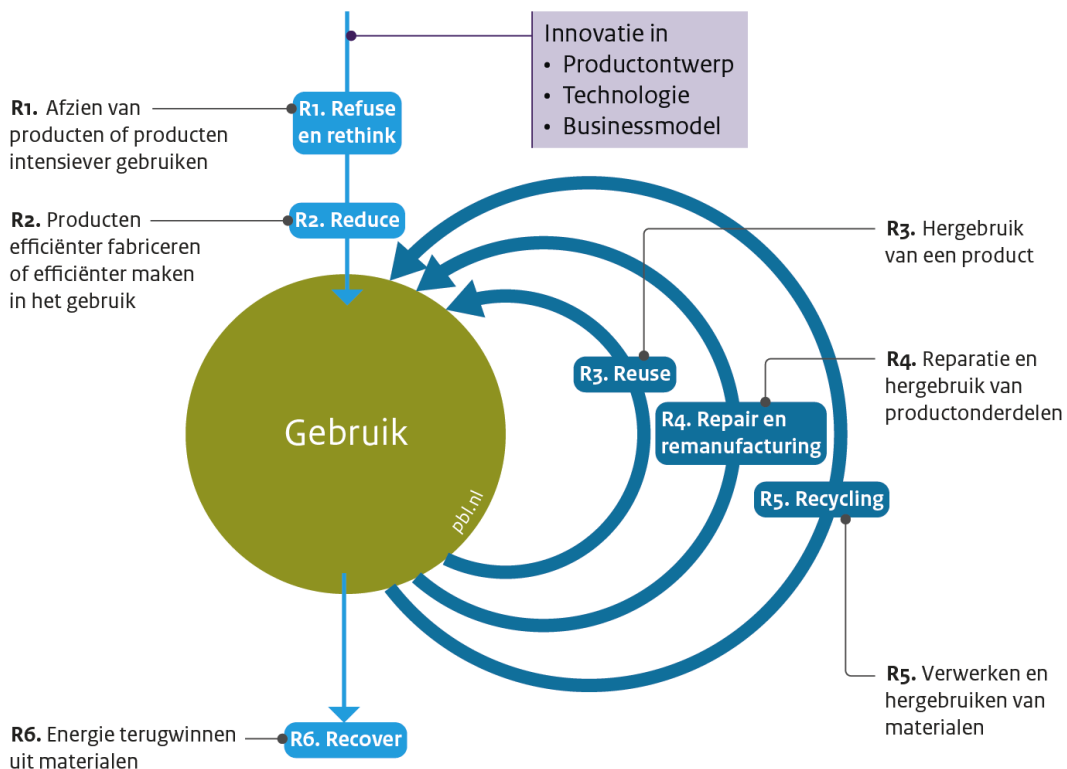 Innovatie in
• Productontwerp
• Technologie
• Businessmodel
R1. Afzien van
producten of producten
intensiever gebruiken
R1. Refuse
en rethink
R2. Producten
efficiënter fabriceren
of efficiënter maken
in het gebruik
R2. Reduce
R3. Hergebruik
van een product
R3. Reuse
R4. Reparatie en
hergebruik van
productonderdelen
R4. Repair en
remanufacturing
Gebruik
pbl.nl
R5. Recycling
R5. Verwerken en
hergebruiken van
materialen
R6. Energie terugwinnen
uit materialen
R6. Recover